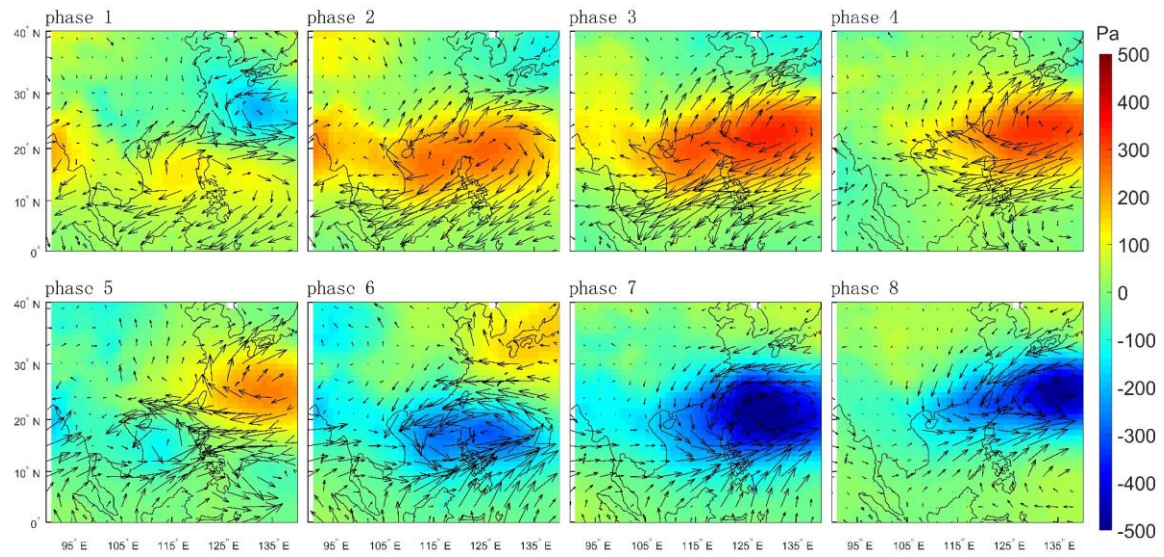 phase 1
phase 2
phase 3
phase 4
Pa
40° N
30° N
20° N
10° N
0°
500
400
300
200
100
0
-100
-200
-300
-400
-500
phase 5
phase 6
phase 7
phase 8
40° N
30° N
20° N
10° N
0°
95° E 105° E 115° E 125° E 135° E
95° E 105° E 115° E 125° E 135° E
95° E 105° E 115° E 125° E 135° E
95° E 105° E 115° E 125° E 135° E